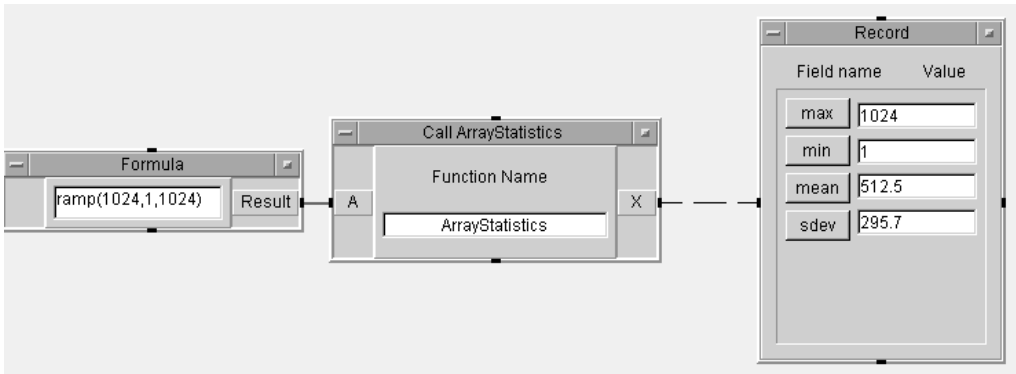 Formula
ramp(1024,1,1024)
Result
Call ArrayStatistics
A
Function Name
ArrayStatistics
X
Record
Field name Value
max 1024
min 1
mean 512.5
sdev 295.7